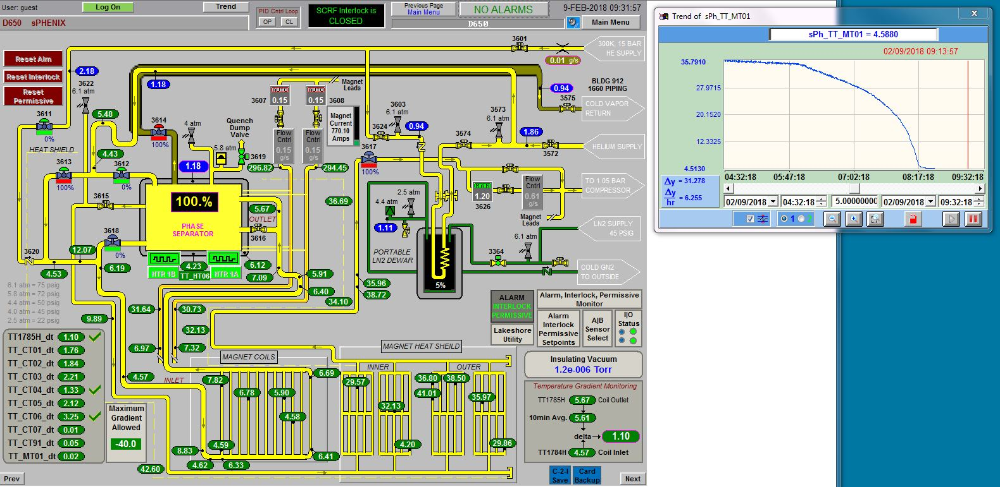 User: guest
Log On
Trend
PID Cntrl Loop
OP CL
SCRF Interlock is
CLOSED
Previous Page
Main Menu
NO ALARMS
9-FEB-2018 09:31:57
D650 sPHENIX
D650
Main Menu
Reset Alm
Reset Interlock
Reset
Permissive
2.18
3622
6.1 atm
1.18
3601
0.01 g/s
300K, 15 BAR
HE SUPPLY
BLDG 912
1660 PIPING
0.94
3575
COLD VAPOR
RETURN
Magnet
Leads
3607
AUTO
0.15
AUTO
0.15
3608
Magnet
Current
770.10
Amps
3603
6.1 atm
3624
0.94
3573
6.1 atm
3574
1.86
3572
HELIUM SUPPLY
3611
0%
5.48
3614
100%
4 atm
Quench
Dump
Valve
5.8 atm
3619
Flow
Cntrl
0.15
g/s
Flow
Cntrl
0.15
g/s
296.82
294.45
3617
100%
HEAT SHIELD
4.43
3613
100%
3612
0%
1.18
MAN
1.20
3626
Flow
Cntrl
0.61
g/s
Magnet
Leads
TO 1.05 BAR
COMPRESSOR
3615
100.%
PHASE
SEPARATOR
5.67
OUTLET
3616
36.69
2.5 atm
4.4 atm
1.11
LN2 SUPPLY
45 PSIG
3618
0%
12.07
3620
4.53
6.19
HTR 1B
4.23
TT_HT06
HTR 1A
6.12
7.09
5.91
6.40
34.10
35.96
38.72
PORTABLE
LN2 DEWAR
5%
6.1 atm
3364
COLD GN2
TO OUTSIDE
6.1 atm = 75 psig
5.8 atm = 72 psig
4.4 atm = 50 psig
4.0 atm = 45 psig
2.5 atm = 22 psig
9.89
31.64
30.73
32.13
6.97
7.32
ALARM
INTERLOCK
PERMISSIVE
Alarm, Interlock, Permissive
Monitor
Lakeshore
Utility
Alarm
Interlock
Permissive
Setpoints
A|B
Sensor
Select
I|O
Status
TT1785H_dt 1.10
TT_CT01_dt 1.76
TT_CT02_dt 1.84
TT_CT03_dt 2.21
TT_CT04_dt 1.33
TT_CT05_dt 2.12
TT_CT06_dt 3.25
TT_CT07_dt 0.01
TT_CT91_dt 0.05
TT_MT01_dt 0.02
Maximum
Gradient
Allowed
-40.0
4.57
INLET
MAGNET COILS
6.69
7.82
6.78
5.90
4.58
4.59
8.83
4.62
6.33
6.41
42.60
MAGNET HEAT SHEILD
INNER
OUTER
29.57
32.13
36.80
38.50
41.01
35.97
4.20
29.86
Insulating Vacuum
1.2e-006 Torr
Temperature Gradient Monitoring
TT1785H 5.67 Coil Outlet
10min Avg. 5.61
delta 1.10
TT1784H 4.57 Coil Inlet
C-2-I
Save
Card
Backup
Prev
Next
Trend of sPh_TT_MT01
X
sPh_TT_MT01 = 4.5880
02/09/2018 09:13:57
35.7910
27.9715
20.1520
12.3325
4.5130
04:32:18 05:47:18 07:02:18 08:17:18 09:32:18
Δy = 31.278
Δy
hr = 6.255
02/09/2018 04:32:18 5.00000000 02/09/2018 09:32:18
1 2